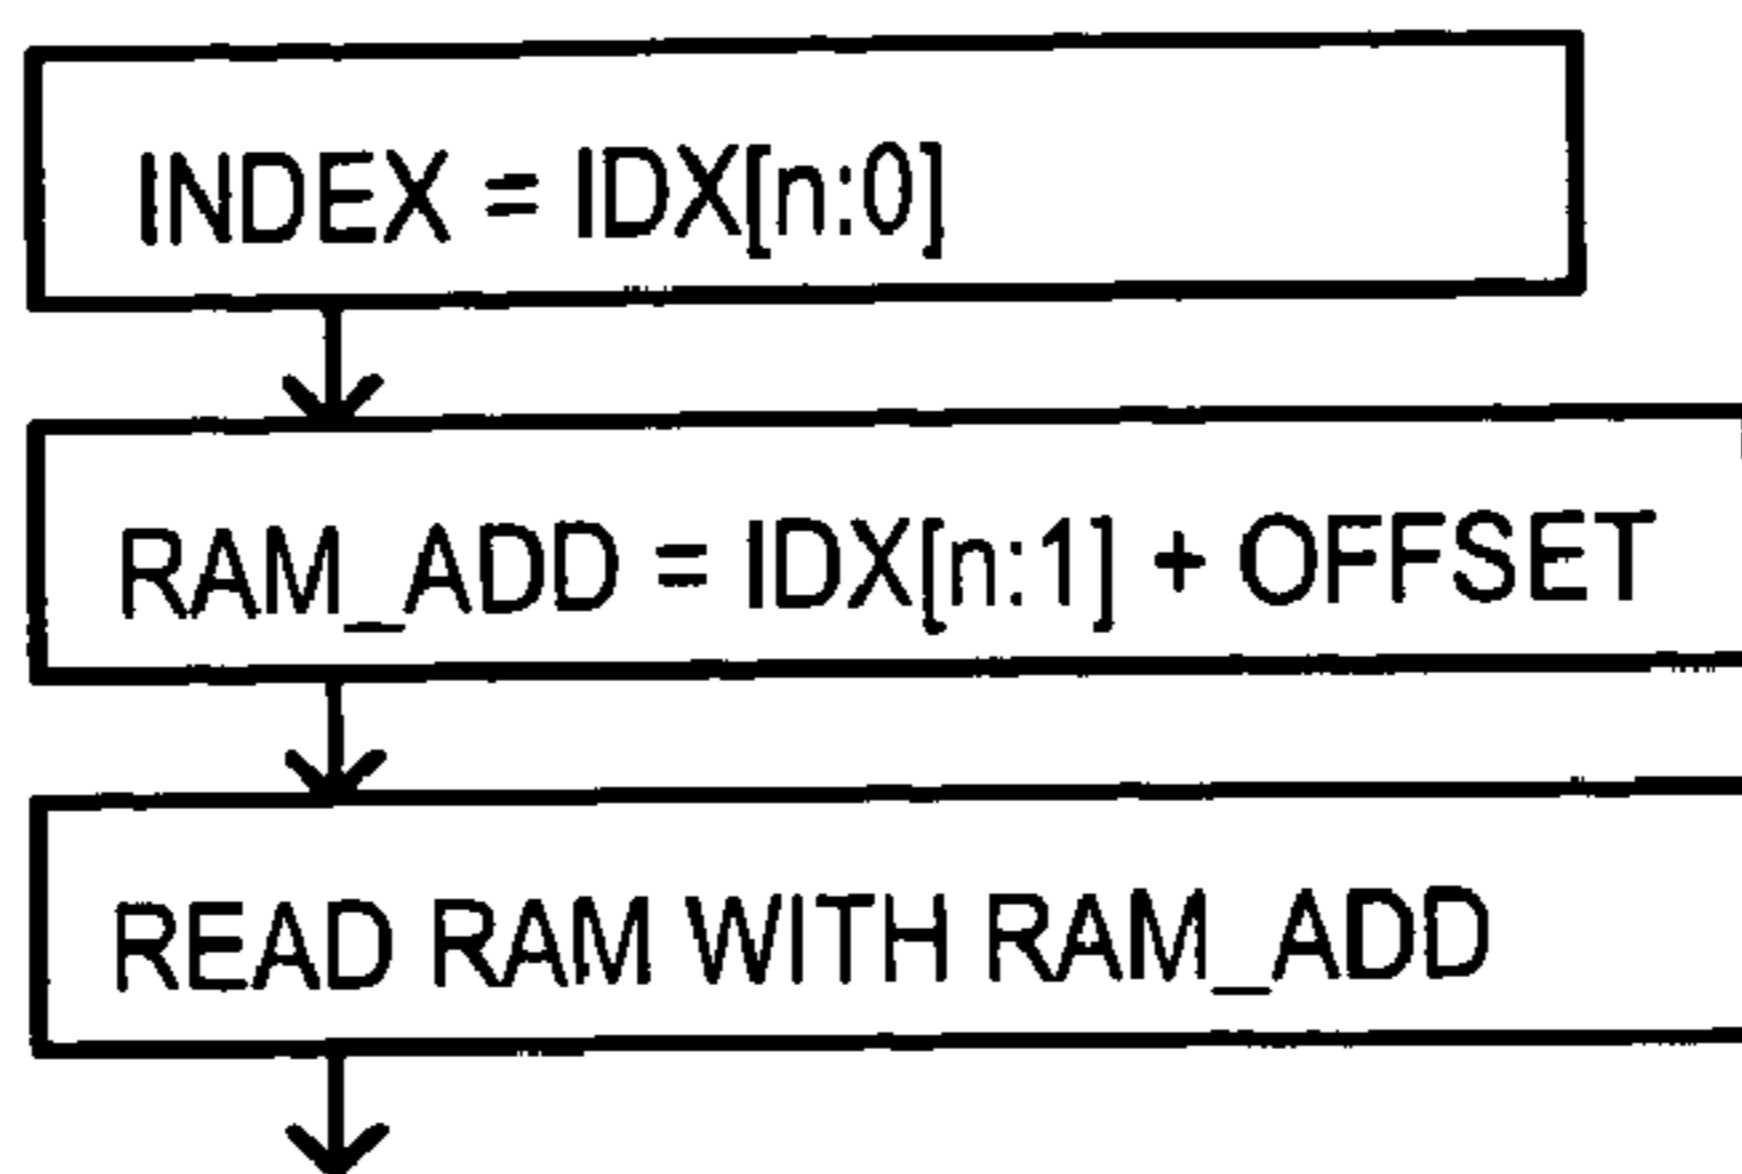 INDEX = IDX[n:0]
RAM_ADD = IDX[n:1] + OFFSET
READ RAM WITH RAM_ADD